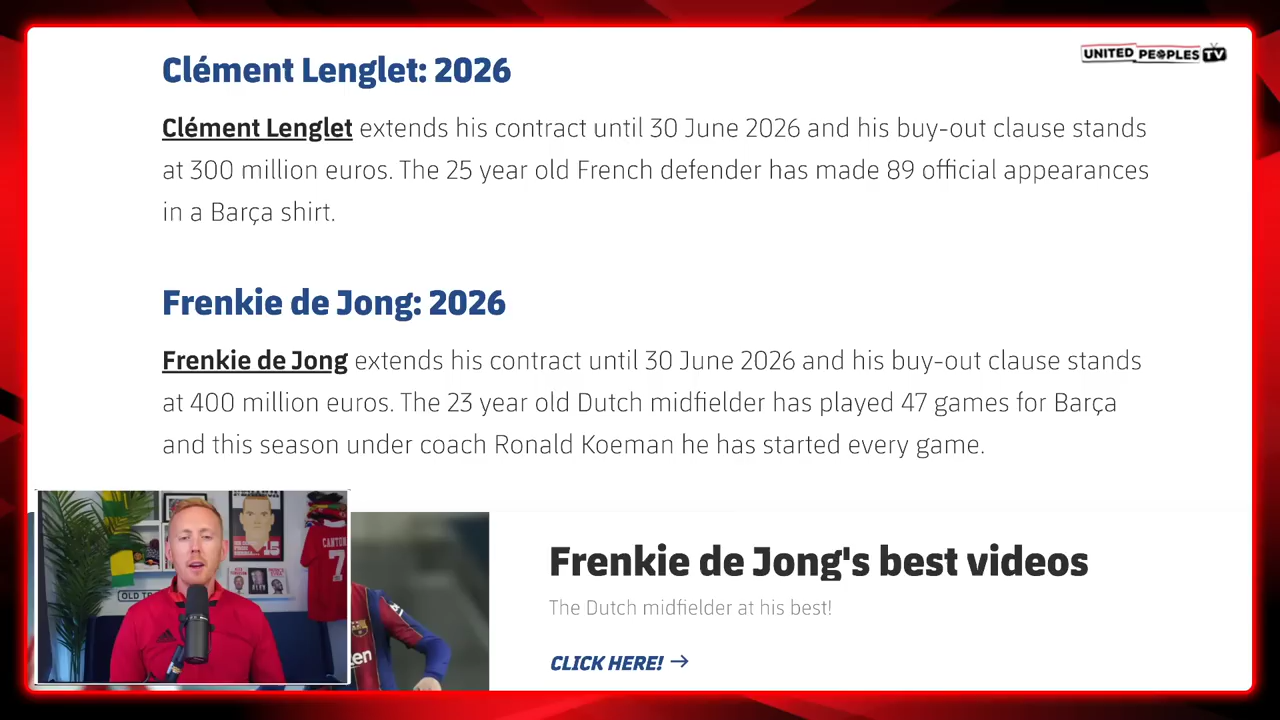 UNITED PEOPLES TV
Clément Lenglet: 2026
Clément Lenglet extends his contract until 30 June 2026 and his buy-out clause stands
at 300 million euros. The 25 year old French defender has made 89 official appearances
in a Barça shirt.
Frenkie de Jong: 2026
Frenkie de Jong extends his contract until 30 June 2026 and his buy-out clause stands
at 400 million euros. The 23 year old Dutch midfielder has played 47 games for Barça
and this season under coach Ronald Koeman he has started every game.
CANTONA
7
OLD TR
Frenkie de Jong's best videos
The Dutch midfielder at his best!
CLICK HERE! →